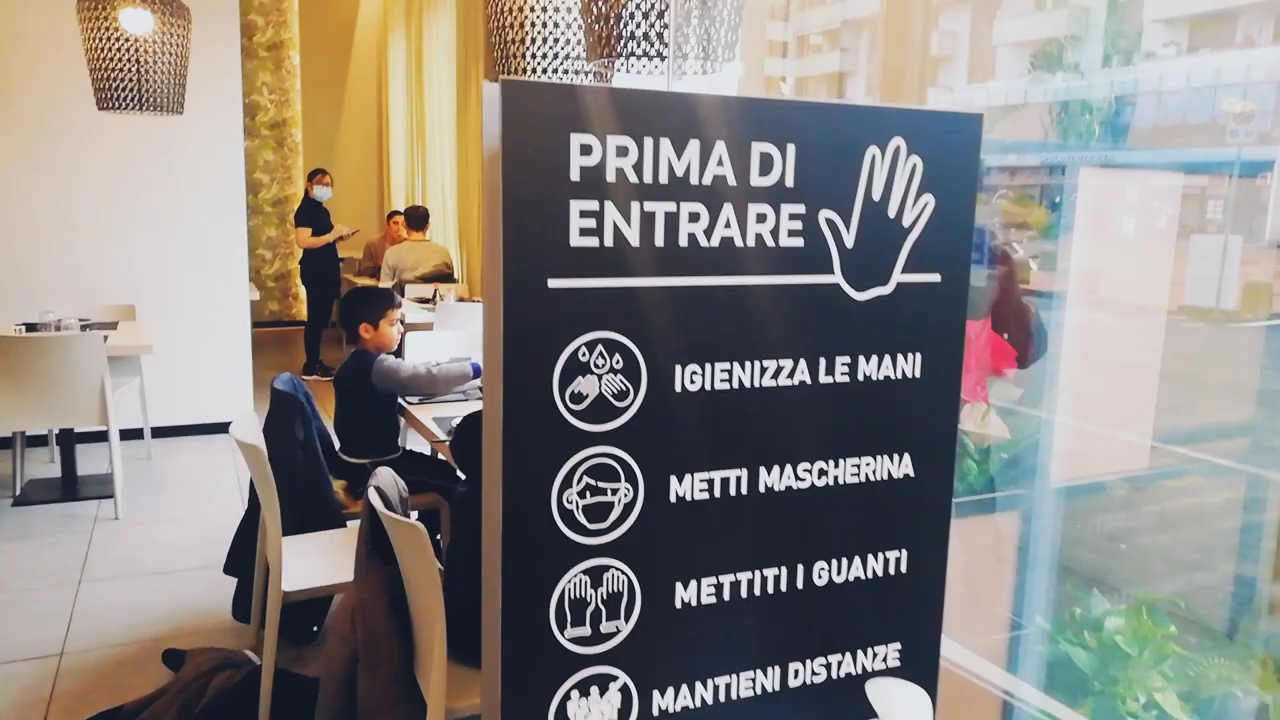 PRIMA DI
ENTRARE
IGIENIZZA LE MANI
METTI MASCHERINA
METTITI I GUANTI
MANTIENI DISTANZE